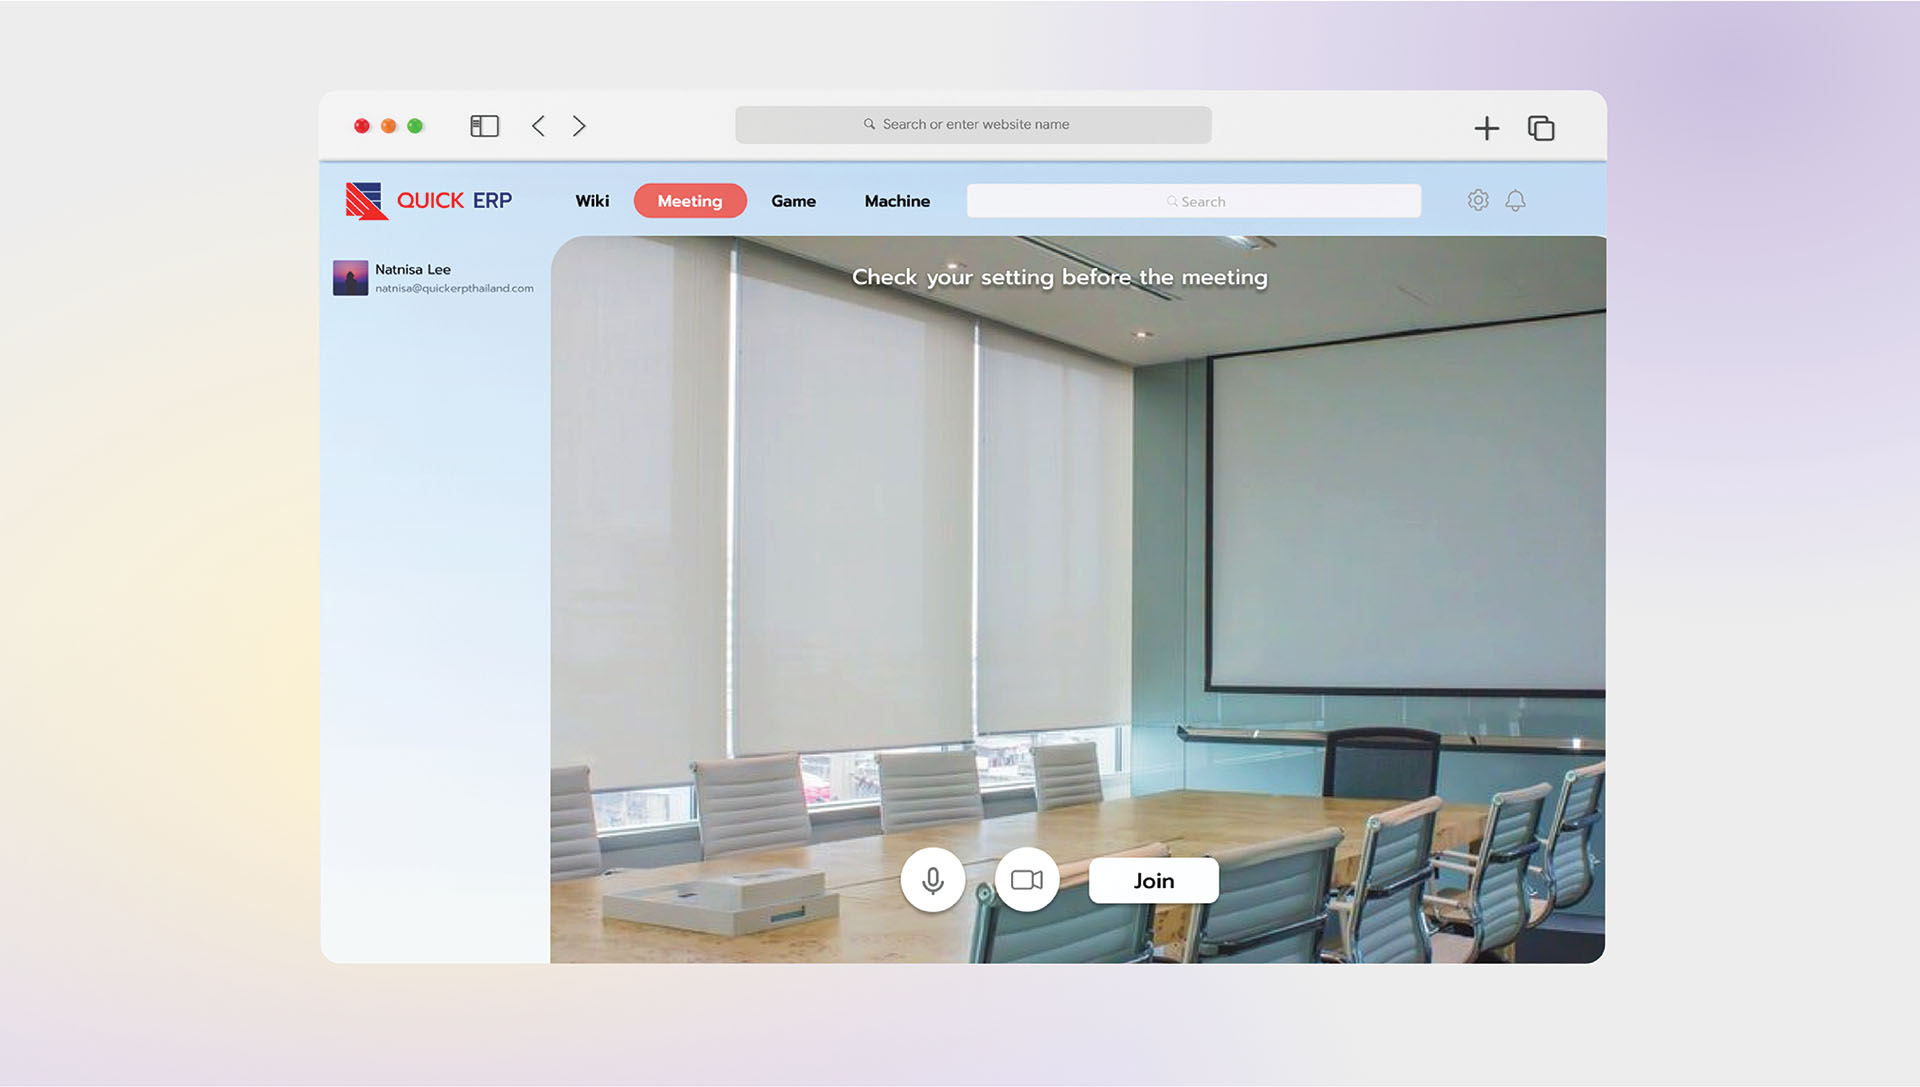 Search or enter website name
QUICK ERP
Wiki
Meeting
Game
Machine
Search
Natnisa Lee
natnisa@quickerpthailand.com
Check your setting before the meeting
Join